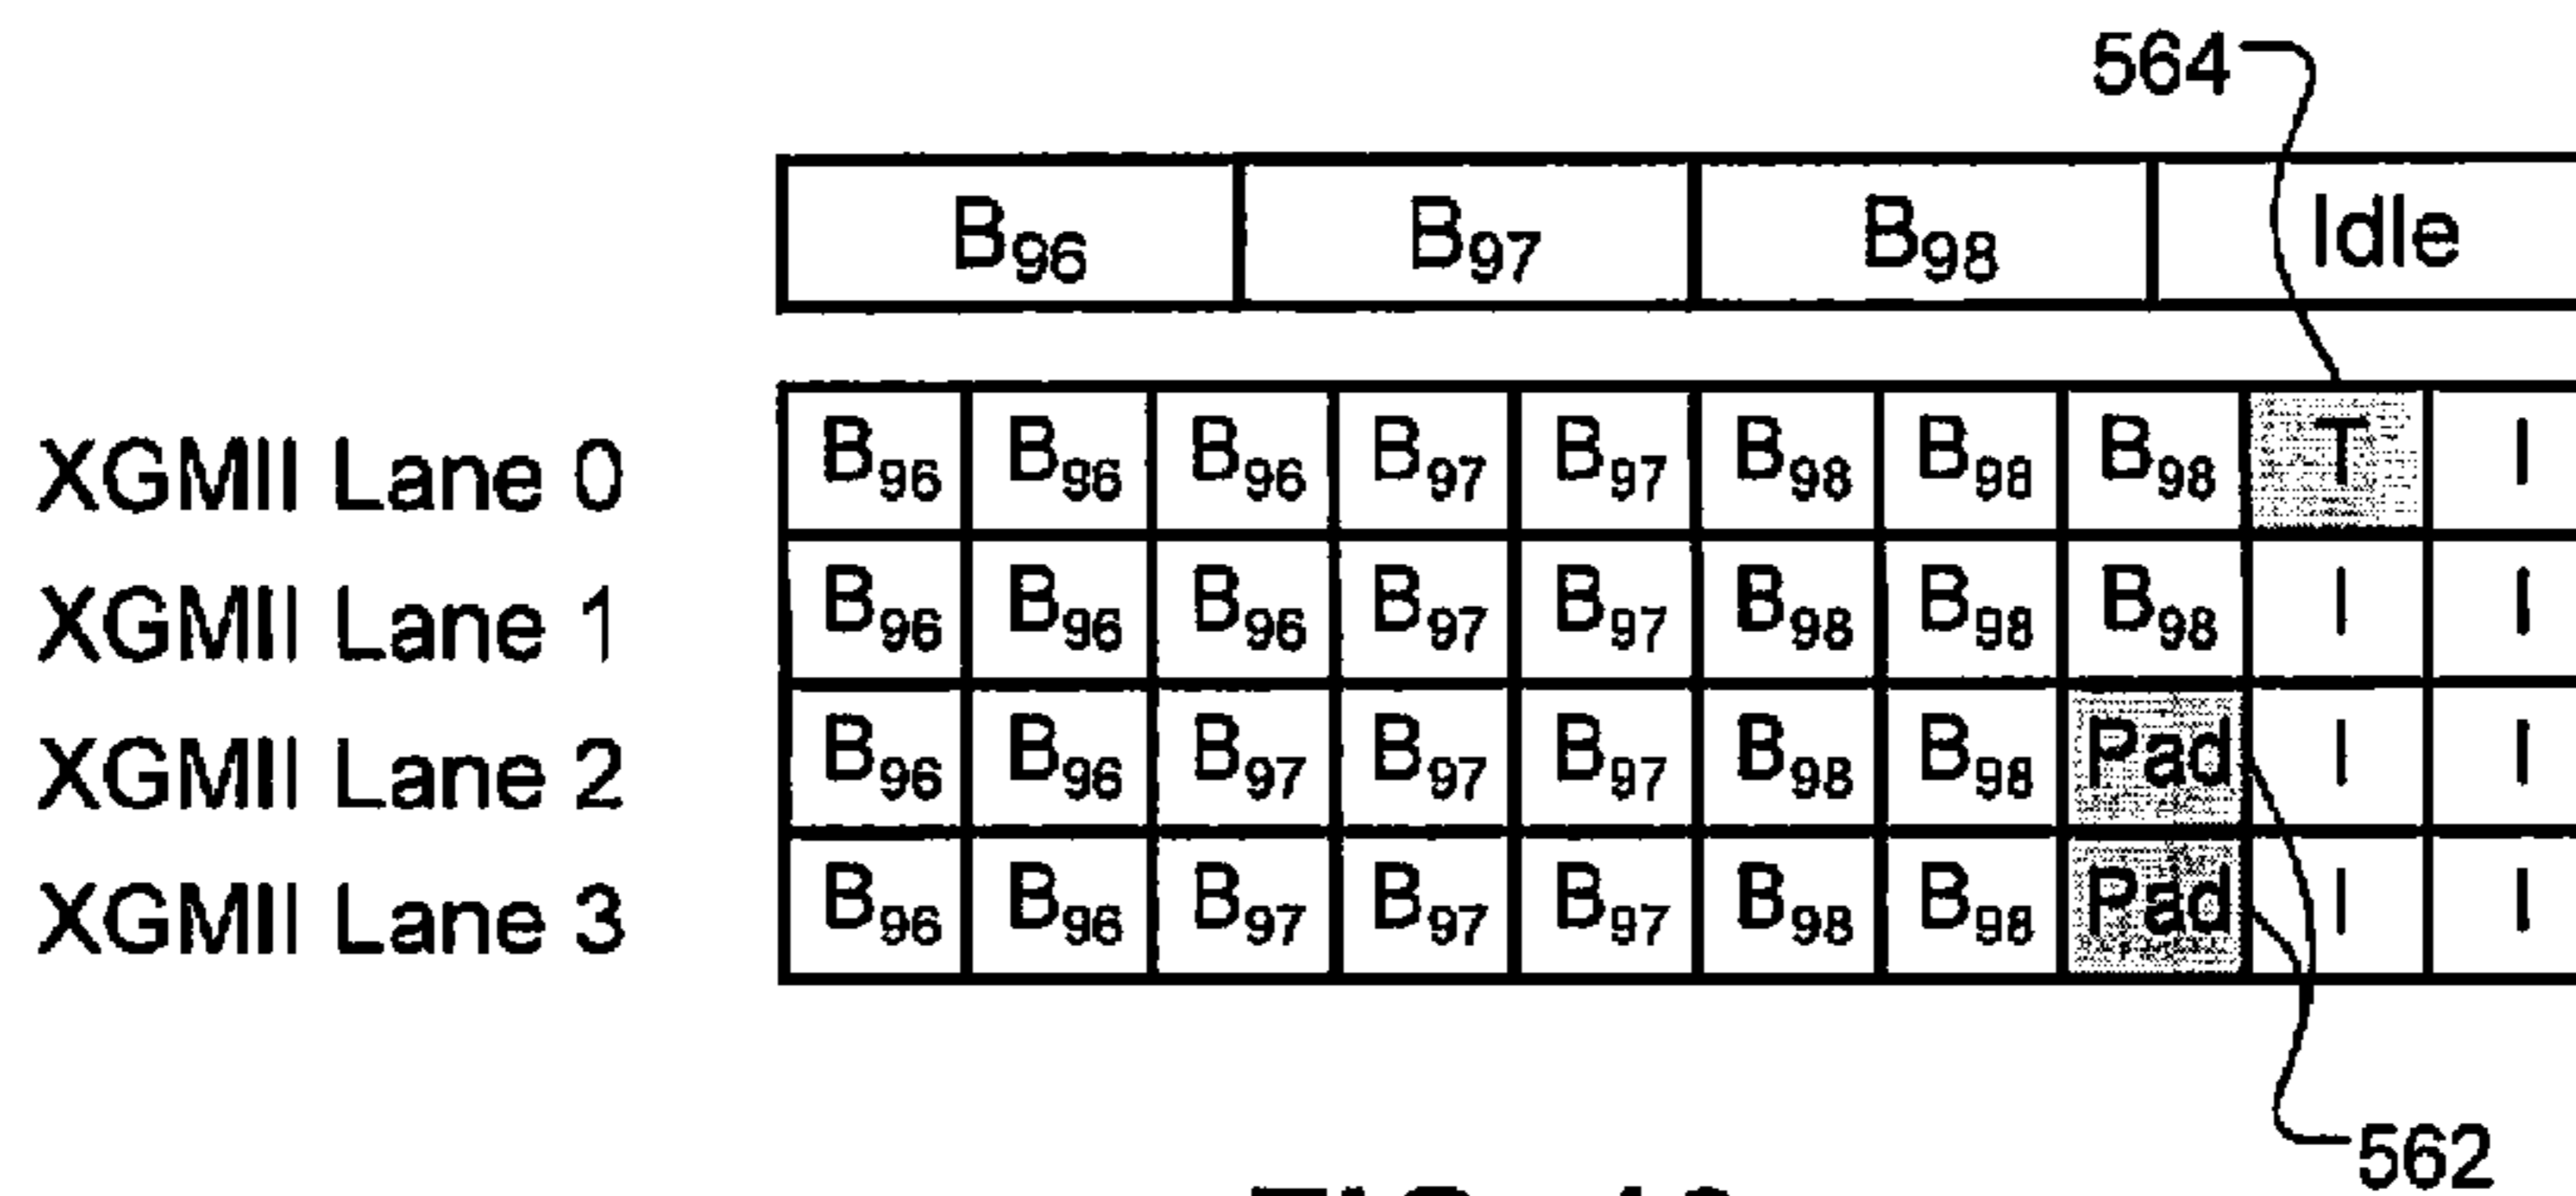 564
B96 B97 B98 Idle
XGMII Lane 0 B96 B96 B96 B97 B97 B98 B98 B98 T I
XGMII Lane 1 B96 B96 B96 B97 B97 B98 B98 B98 I I
XGMII Lane 2 B96 B96 B97 B97 B97 B98 B98 Pad I I
XGMII Lane 3 B96 B96 B97 B97 B97 B98 B98 Pad I I
562